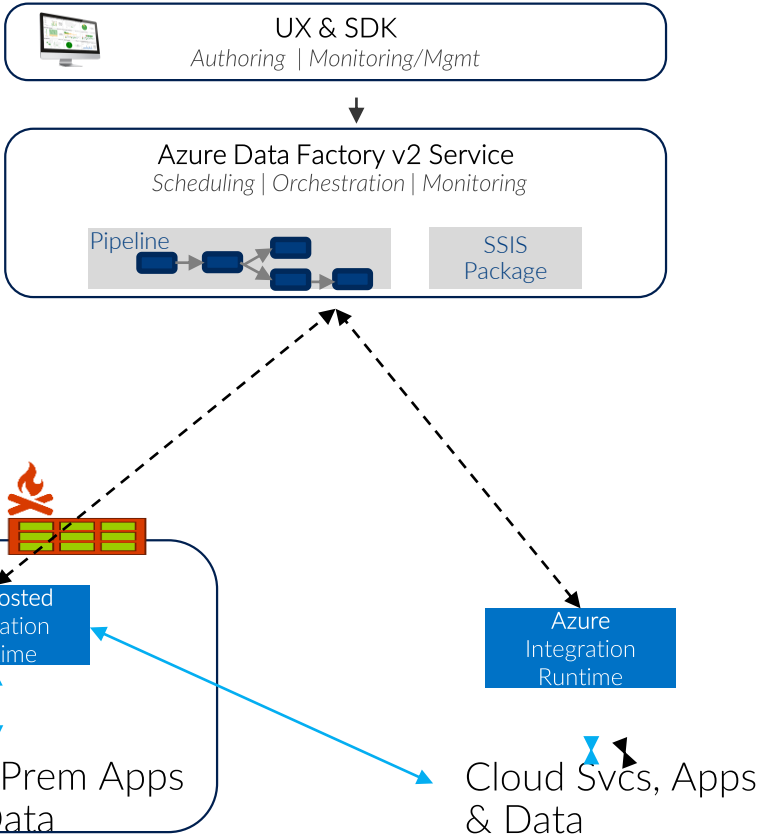 UX & SDK
Authoring | Monitoring/Mgmt
Azure Data Factory v2 Service
Scheduling | Orchestration | Monitoring
Pipeline
SSIS
Package
osted
ation
ime
Azure
Integration
Runtime
Prem Apps
Data
Cloud Svcs, Apps
& Data